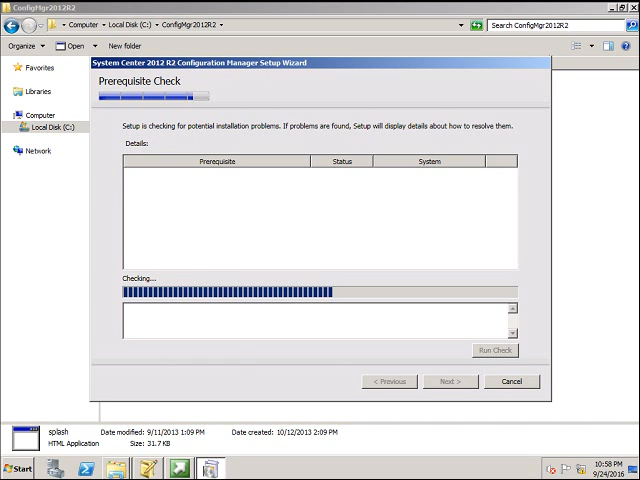 ConfigMgr2012R2
Computer
Local Disk (C:)
ConfigMgr2012R2
Search ConfigMgr2012R2
Organize
Open
New folder
Favorites
Libraries
Computer
Local Disk (C:)
Network
System Center 2012 R2 Configuration Manager Setup Wizard
Prerequisite Check
Setup is checking for potential installation problems. If problems are found, Setup will display details about how to resolve them.
Details:
Prerequisite Status System
Checking...
Run Check
< Previous Next > Cancel
splash Date modified: 9/11/2013 1:09 PM Date created: 10/12/2013 2:09 PM
HTML Application Size: 31.7 KB
Start
10:58 PM
9/24/2016